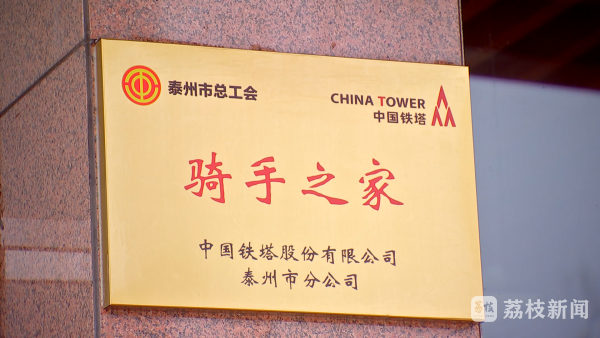 泰州市总工会
CHINA TOWER
中国铁塔
骑手之家
中国铁塔股份有限公司
泰州市分公司
荔枝新闻